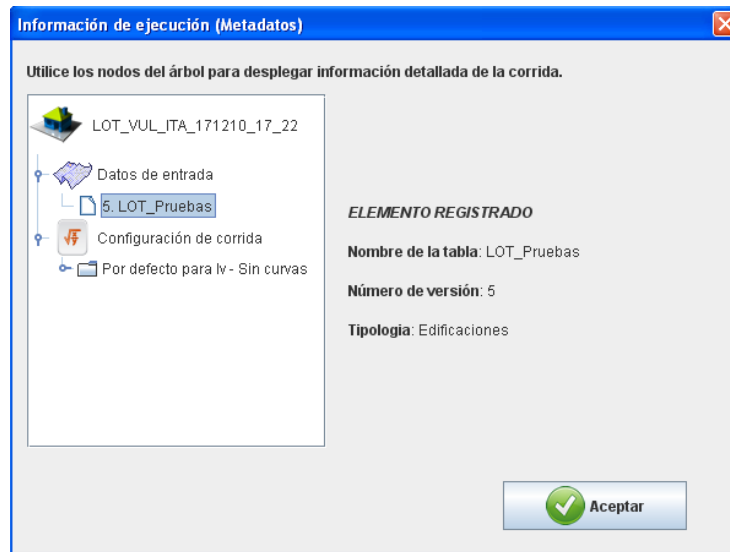 Información de ejecución (Metadatos)
Utilice los nodos del árbol para desplegar información detallada de la corrida.
LOT_VUL_ITA_171210_17_22
Datos de entrada
5. LOT_Pruebas
Configuración de corrida
Por defecto para Iv - Sin curvas
ELEMENTO REGISTRADO
Nombre de la tabla: LOT_Pruebas
Número de versión: 5
Tipologia: Edificaciones
Aceptar